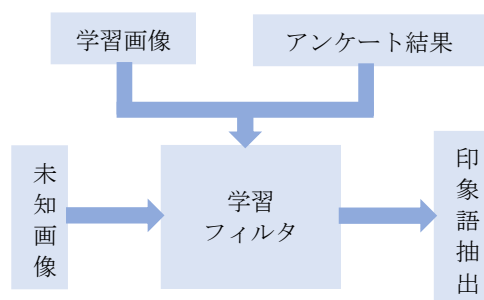 学習画像
アンケート結果
未知画像
学習
フィルタ
印象語抽出